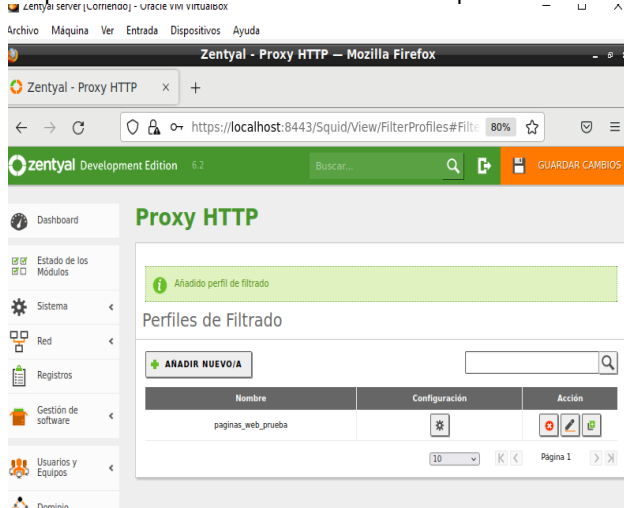 Zentyal server [Corriendo] - Oracle VM VirtualBox
Archivo Máquina Ver Entrada Dispositivos Ayuda
Zentyal - Proxy HTTP — Mozilla Firefox
Zentyal - Proxy HTTP × +
https://localhost:8443/Squid/View/FilterProfiles#Filte 80%
zentyal Development Edition 6.2 Buscar... GUARDAR CAMBIOS
Dashboard
Estado de los
Módulos
Sistema
Red
Registros
Gestión de
software
Usuarios y
Equipos
Dominio
Proxy HTTP
Añadido perfil de filtrado
Perfiles de Filtrado
+ AÑADIR NUEVO/A
Nombre Configuración Acción
paginas_web_prueba
10 Página 1